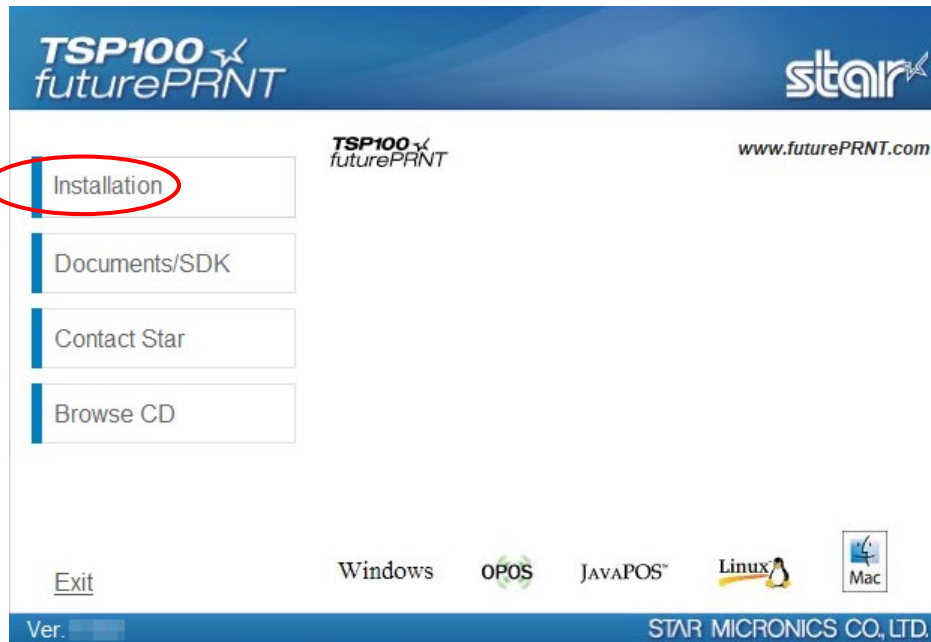 TSP100
futurePRNT
star
TSP100
futurePRNT
www.futurePRNT.com
Installation
Documents/SDK
Contact Star
Browse CD
Exit
Windows
OPOS
JAVAPOS™
Linux
Mac
Ver.
STAR MICRONICS CO., LTD.